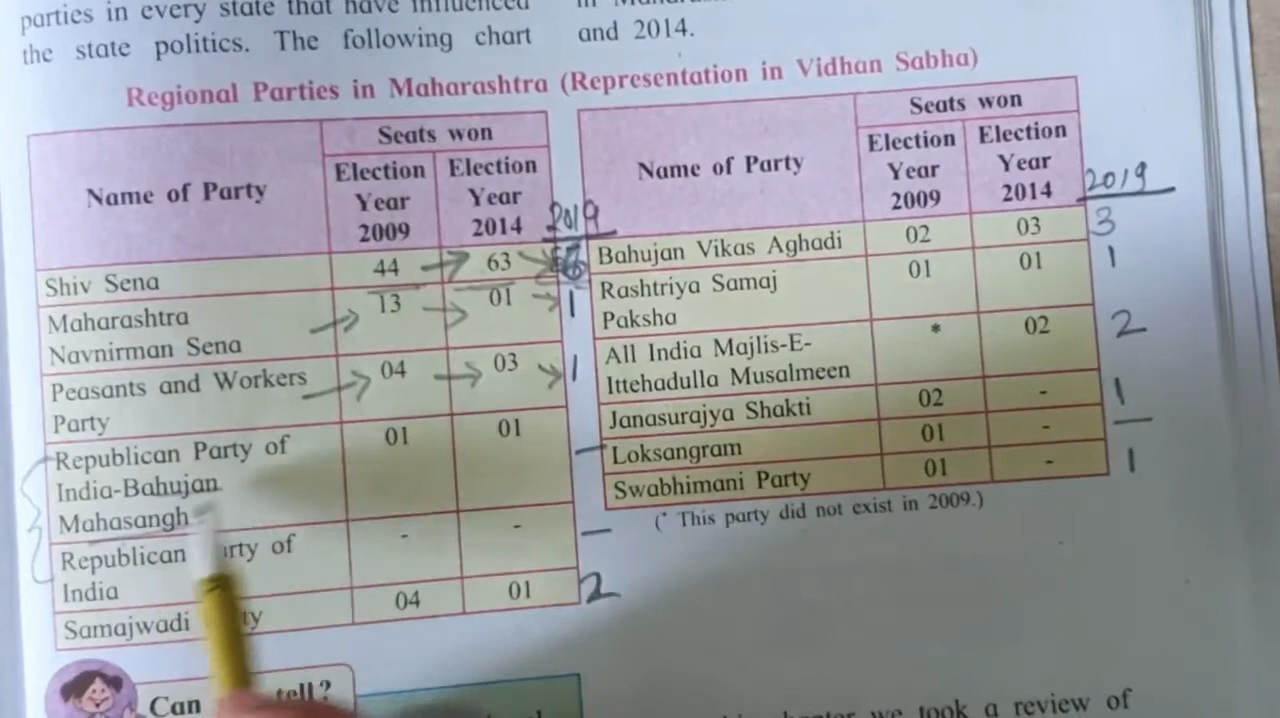 parties in every state that have influenced
the state politics. The following chart
and 2014.
Regional Parties in Maharashtra (Representation in Vidhan Sabha)
Name of Party
Seats won
Election Year 2009
Election Year 2014
2019
Shiv Sena 44 63
Maharashtra Navnirman Sena 13 01 1
Peasants and Workers Party 04 03 1
Republican Party of India-Bahujan Mahasangh 01 01
Republican of India - - —
Samajwadi 04 01 2
Name of Party
Seats won
Election Year 2009
Election Year 2014
2019
Bahujan Vikas Aghadi 02 03 3
Rashtriya Samaj Paksha 01 01 1
All India Majlis-E-Ittehadulla Musalmeen * 02 2
Janasurajya Shakti 02 - 1
Loksangram 01 - —
Swabhimani Party 01 - 1
(* This party did not exist in 2009.)
Can tell?
we took a review of